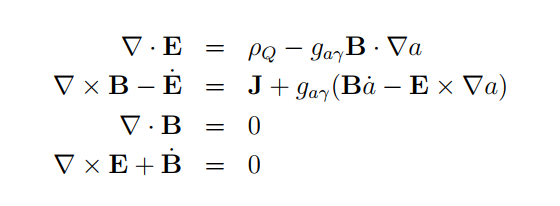 ∇ · E = ρ_Q − g_{aγ} B · ∇a
∇ × B − Ė = J + g_{aγ}(Bȧ − E × ∇a)
∇ · B = 0
∇ × E + Ḃ = 0